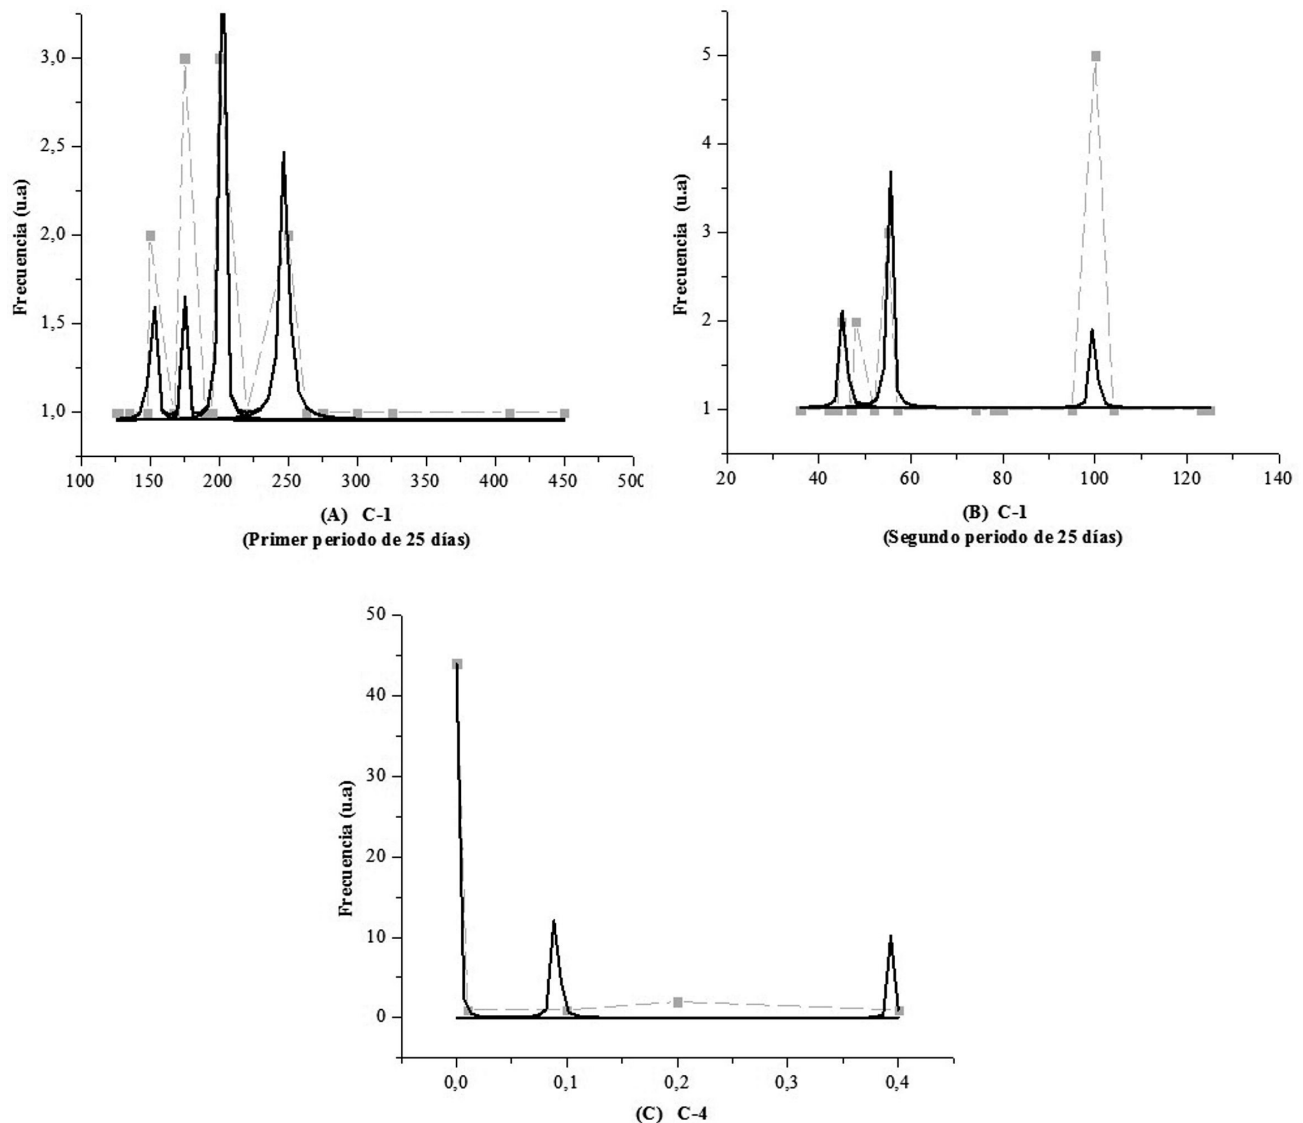 Frecuencia (u.a)
3,0
2,5
2,0
1,5
1,0
100 150 200 250 300 350 400 450 500
(A) C-1
(Primer periodo de 25 días)
Frecuencia (u.a)
5
4
3
2
1
20 40 60 80 100 120 140
(B) C-1
(Segundo periodo de 25 días)
Frecuencia (u.a)
50
40
30
20
10
0
0,0 0,1 0,2 0,3 0,4
(C) C-4